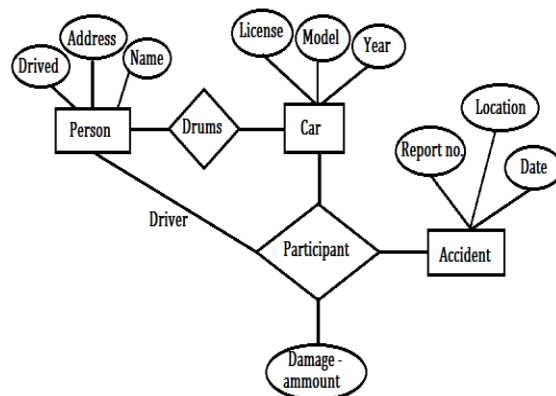 License
Model
Year
Address
Drived
Name
Person
Drums
Car
Location
Report no.
Date
Driver
Participant
Accident
Damage -
ammount